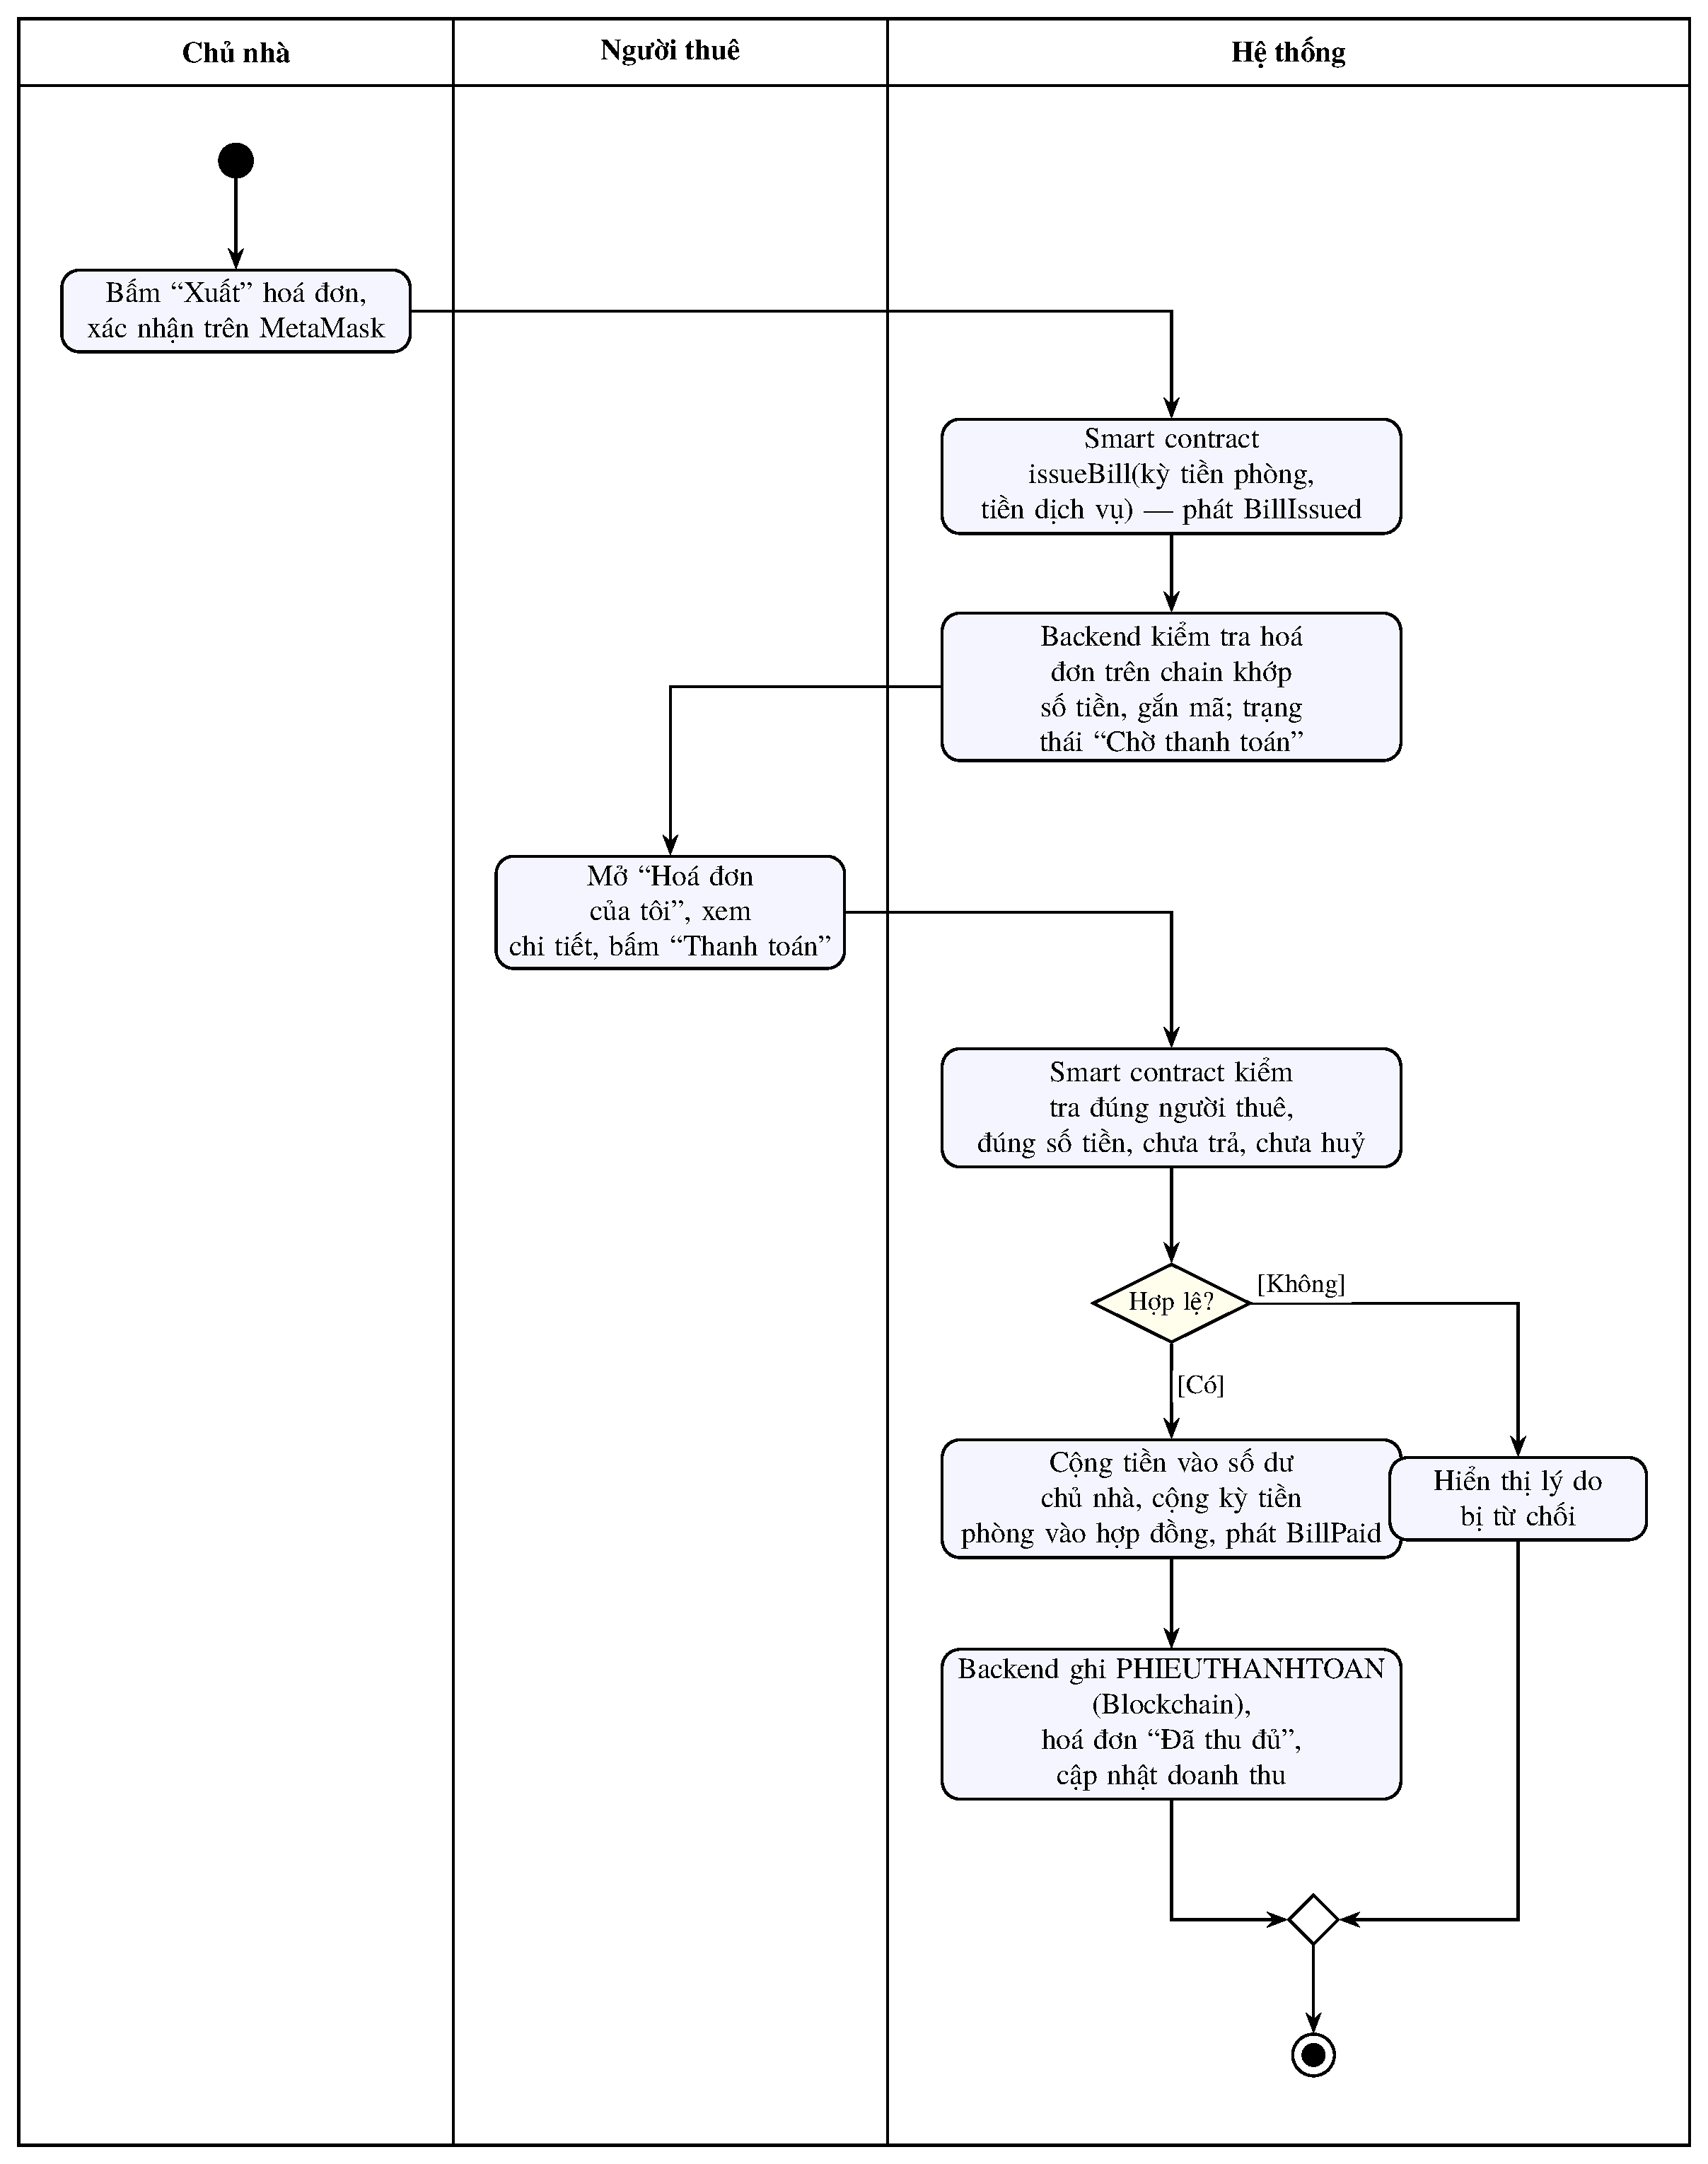 Chủ nhà
Người thuê
Hệ thống
Bấm “Xuất” hoá đơn,
xác nhận trên MetaMask
Smart contract
issueBill(kỳ tiền phòng,
tiền dịch vụ) — phát BillIssued
Backend kiểm tra hoá
đơn trên chain khớp
số tiền, gắn mã; trạng
thái “Chờ thanh toán”
Mở “Hoá đơn
của tôi”, xem
chi tiết, bấm “Thanh toán”
Smart contract kiểm
tra đúng người thuê,
đúng số tiền, chưa trả, chưa huỷ
Hợp lệ?
[Không]
[Có]
Cộng tiền vào số dư
chủ nhà, cộng kỳ tiền
phòng vào hợp đồng, phát BillPaid
Hiển thị lý do
bị từ chối
Backend ghi PHIEUTHANHTOAN
(Blockchain),
hoá đơn “Đã thu đủ”,
cập nhật doanh thu